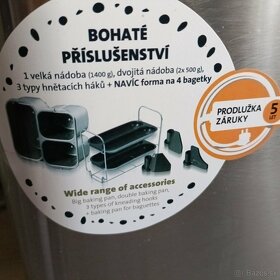 BOHATÉ
PŘÍSLUŠENSTVÍ
1 velká nádoba (1400 g), dvojitá nádoba (2x 500 g),
3 typy hnětacích háků + NAVÍC forma na 4 bagetky
PRODLUŽKA
ZÁRUKY
5
LET
Wide range of accessories
Big baking pan, double baking pan,
3 types of kneading hooks
+ baking pan for baguettes
Bazos.sk